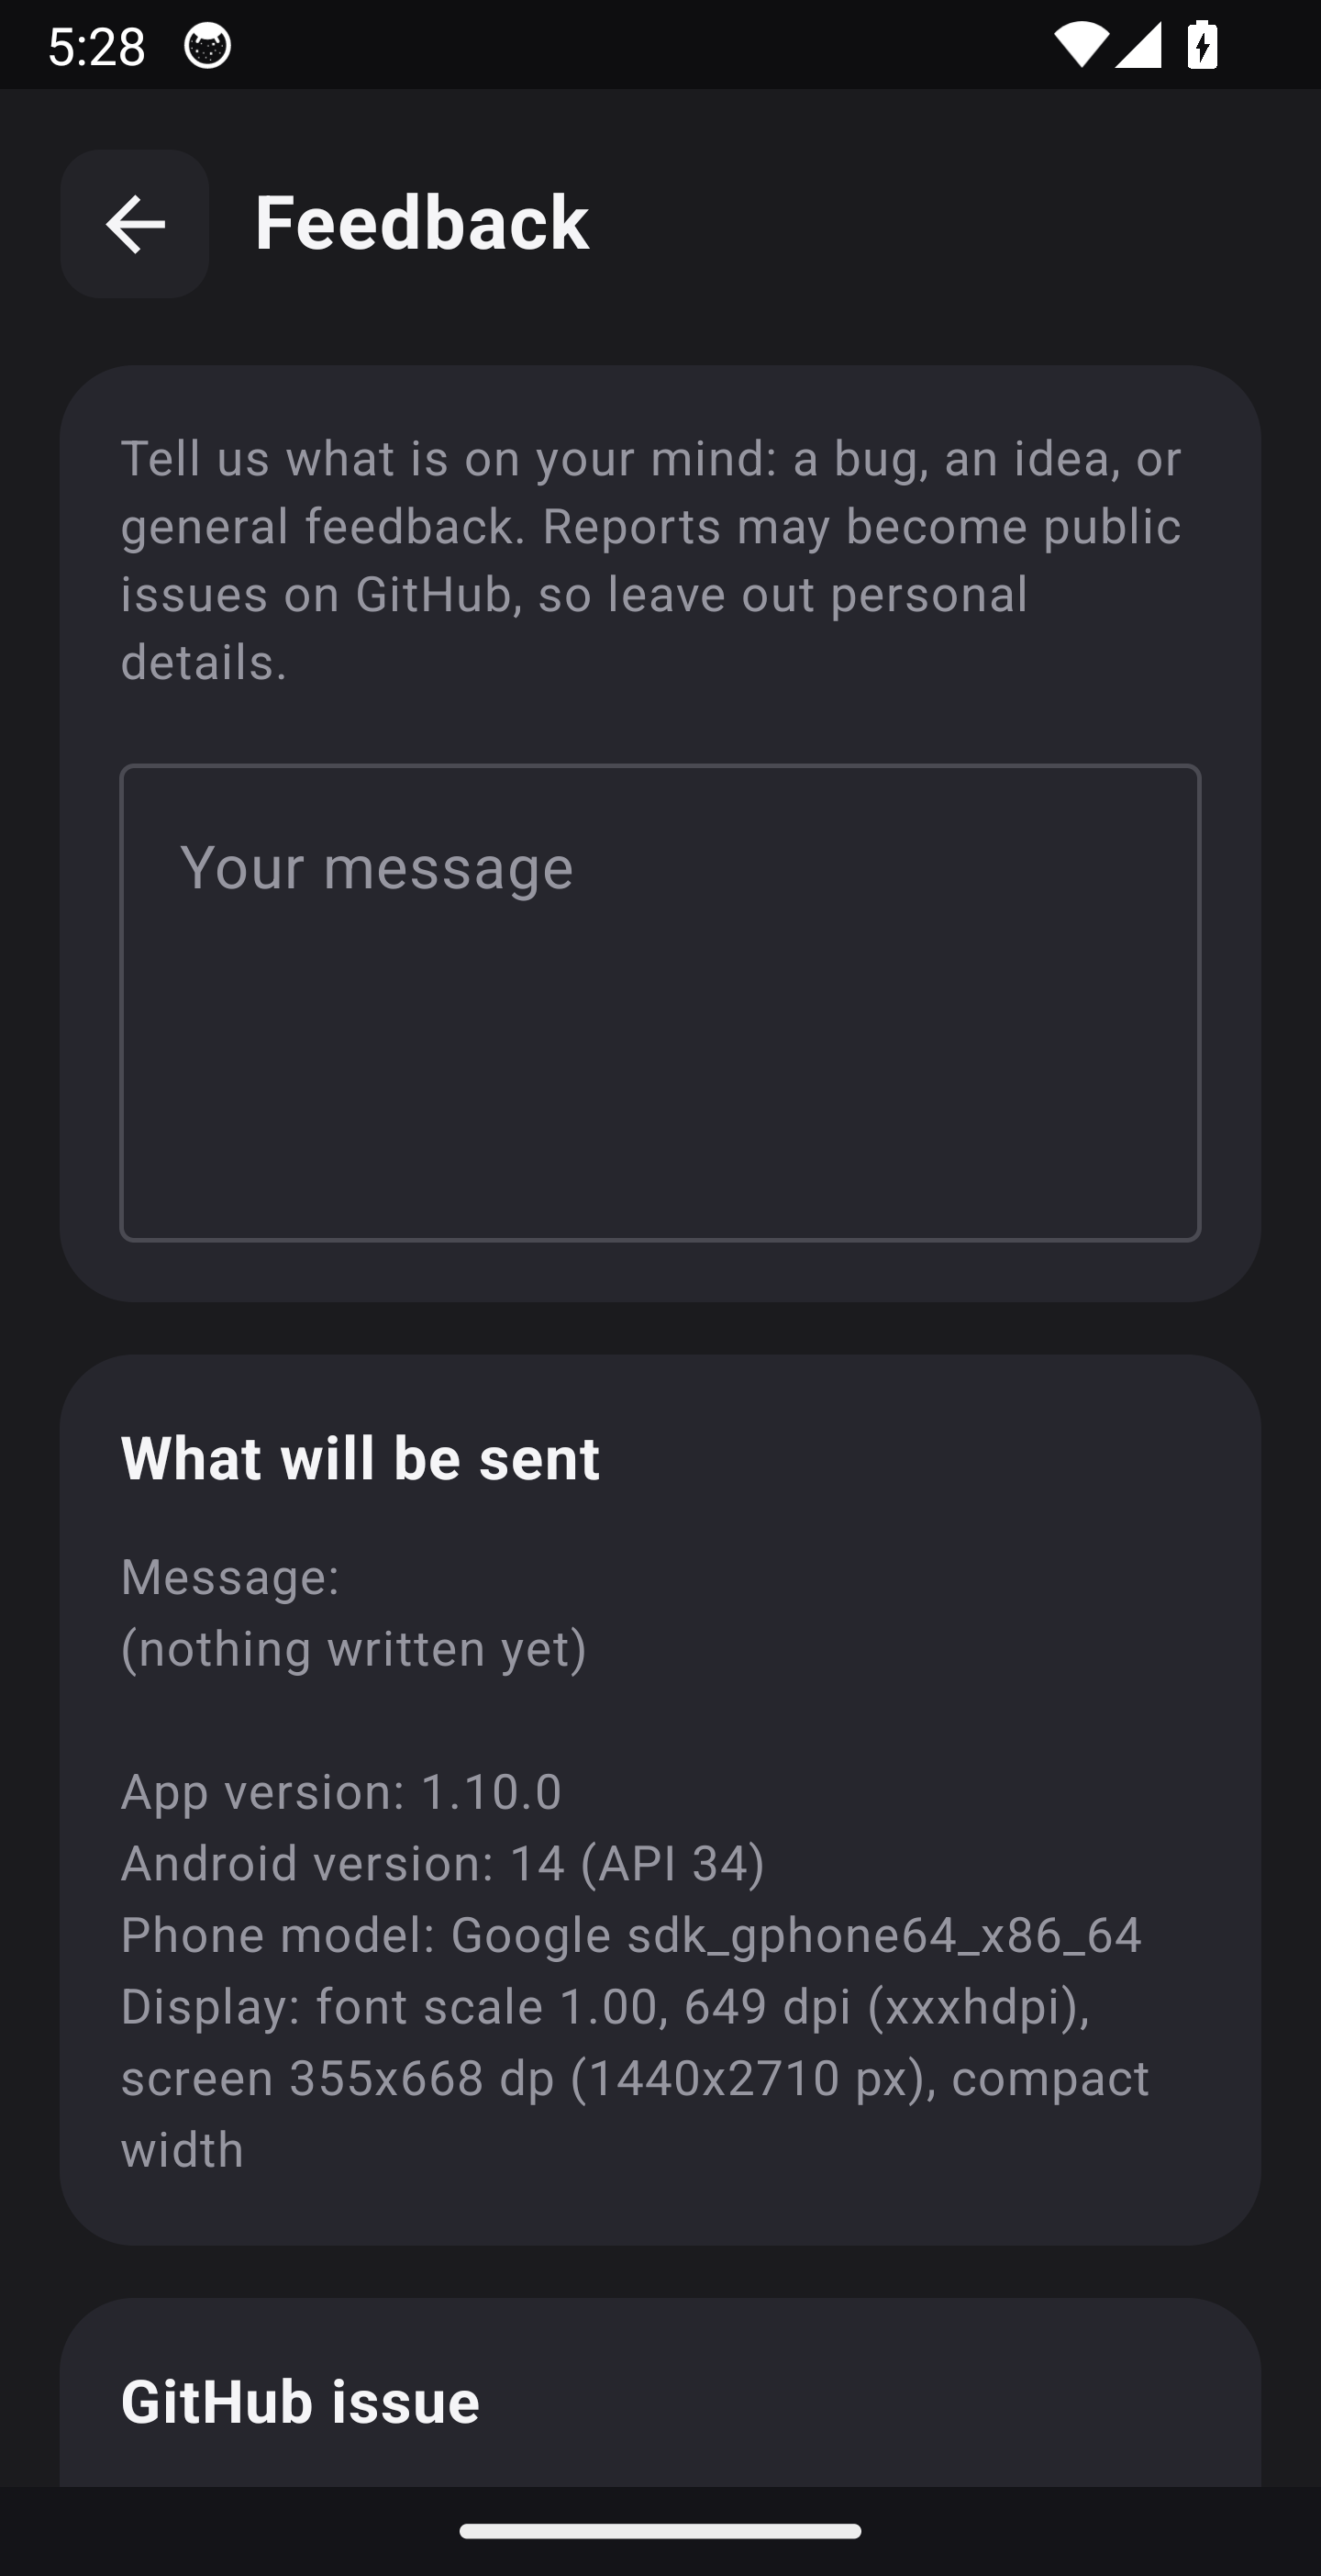 5:28
Feedback
Tell us what is on your mind: a bug, an idea, or
general feedback. Reports may become public
issues on GitHub, so leave out personal
details.
Your message
What will be sent
Message:
(nothing written yet)
App version: 1.10.0
Android version: 14 (API 34)
Phone model: Google sdk_gphone64_x86_64
Display: font scale 1.00, 649 dpi (xxxhdpi),
screen 355x668 dp (1440x2710 px), compact
width
GitHub issue